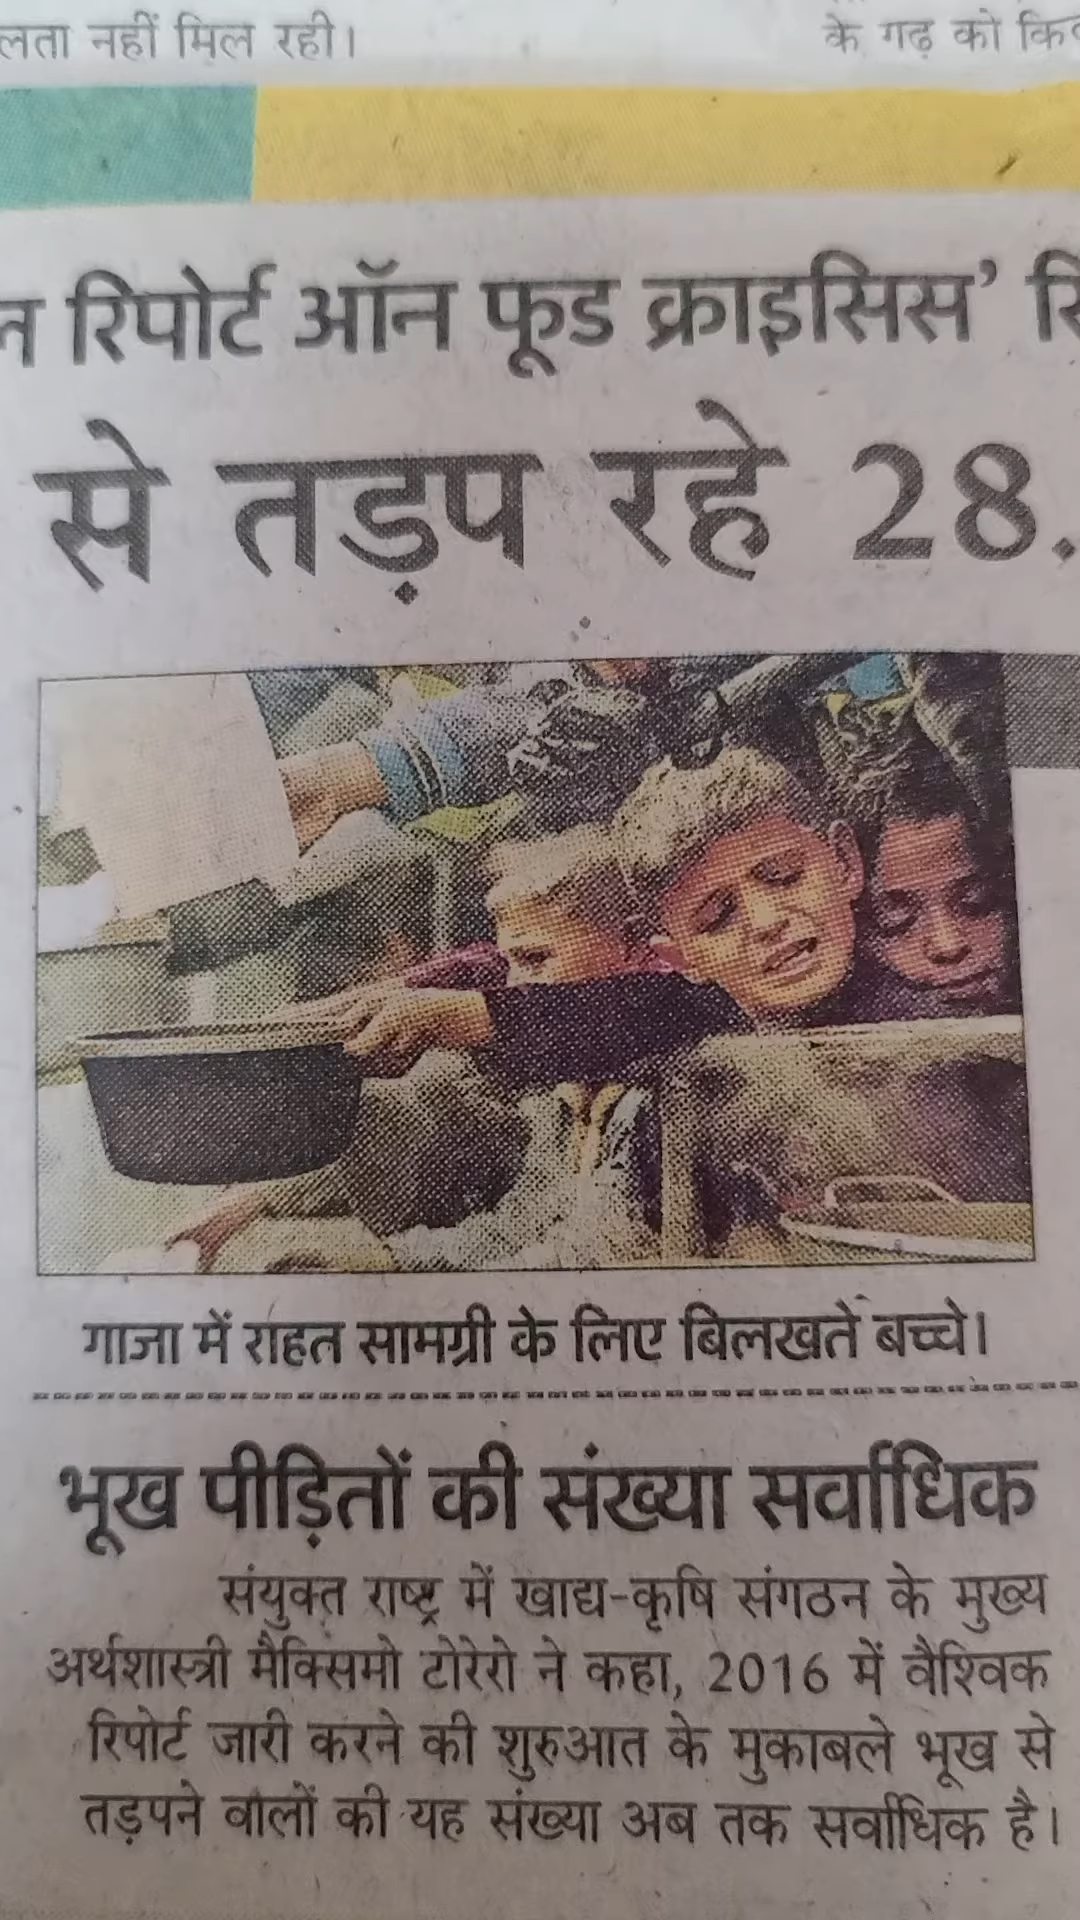 नहीं मिल रही।
के गढ़ को
रिपोर्ट ऑन फूड क्राइसिस’
से तड़प रहे 28.
गाजा में राहत सामग्री के लिए बिलखते बच्चे।
भूख पीड़ितों की संख्या सर्वाधिक
संयुक्त राष्ट्र में खाद्य-कृषि संगठन के मुख्य
अर्थशास्त्री मैक्सिमो टोरेरो ने कहा, 2016 में वैश्विक
रिपोर्ट जारी करने की शुरुआत के मुकाबले भूख से
तड़पने वालों की यह संख्या अब तक सर्वाधिक है।